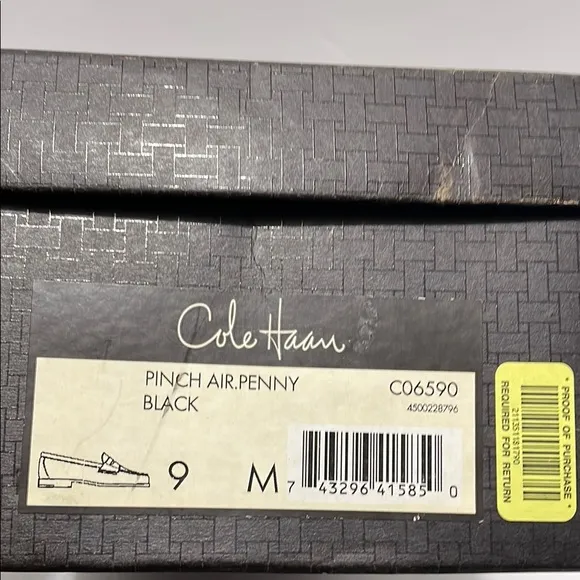 Cole Haan
PINCH AIR.PENNY
BLACK
C06590
4500228796
9 M
7 43296 41585 0
* PROOF OF PURCHASE *
211351181790
REQUIRED FOR RETURN